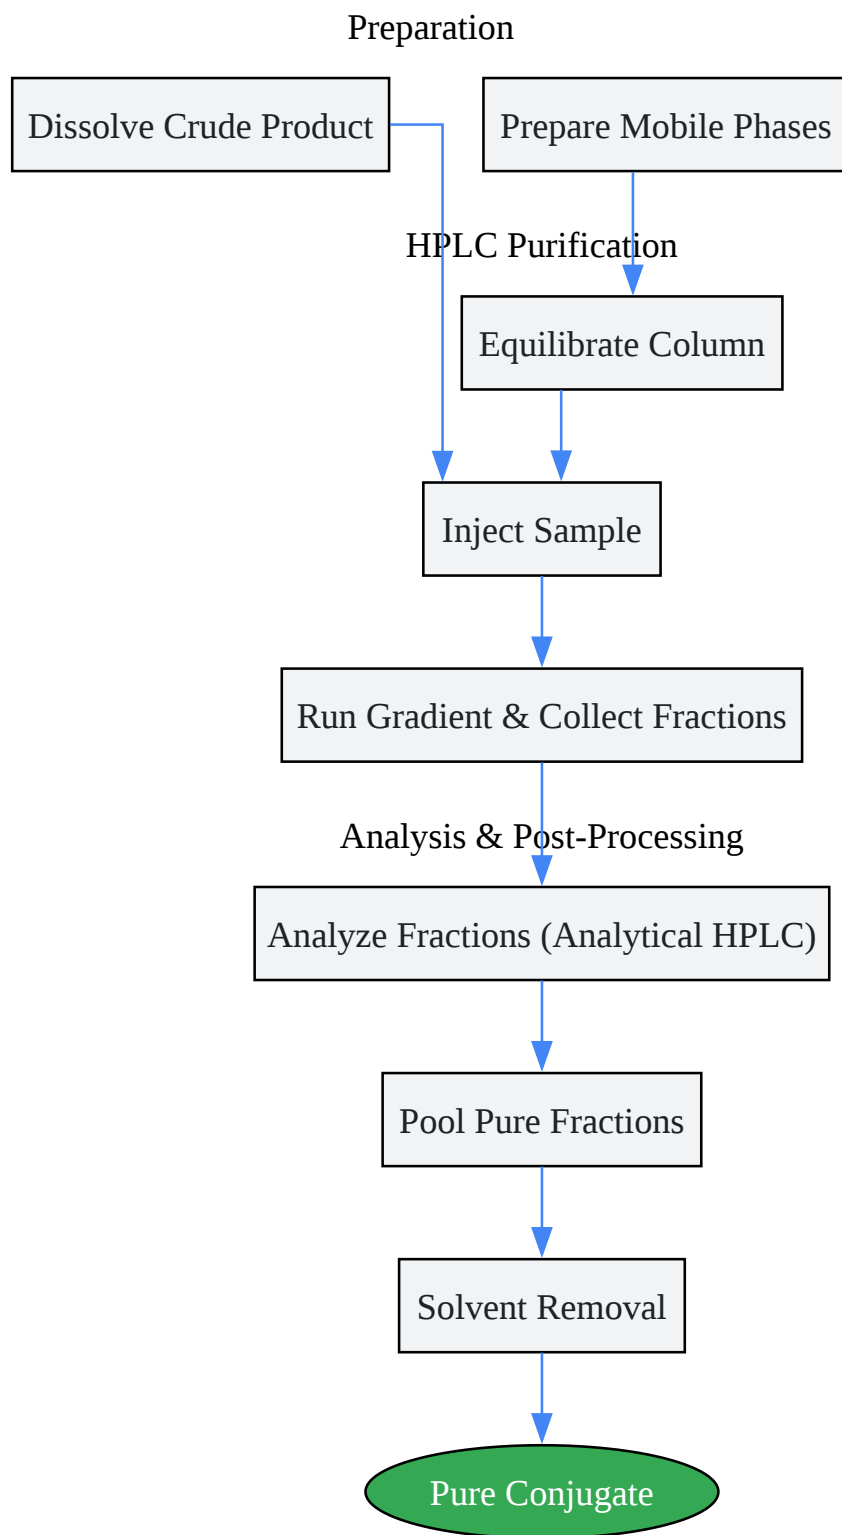 Preparation
Dissolve Crude Product
Prepare Mobile Phases
HPLC Purification
Equilibrate Column
Inject Sample
Run Gradient & Collect Fractions
Analysis & Post-Processing
Analyze Fractions (Analytical HPLC)
Pool Pure Fractions
Solvent Removal
Pure Conjugate